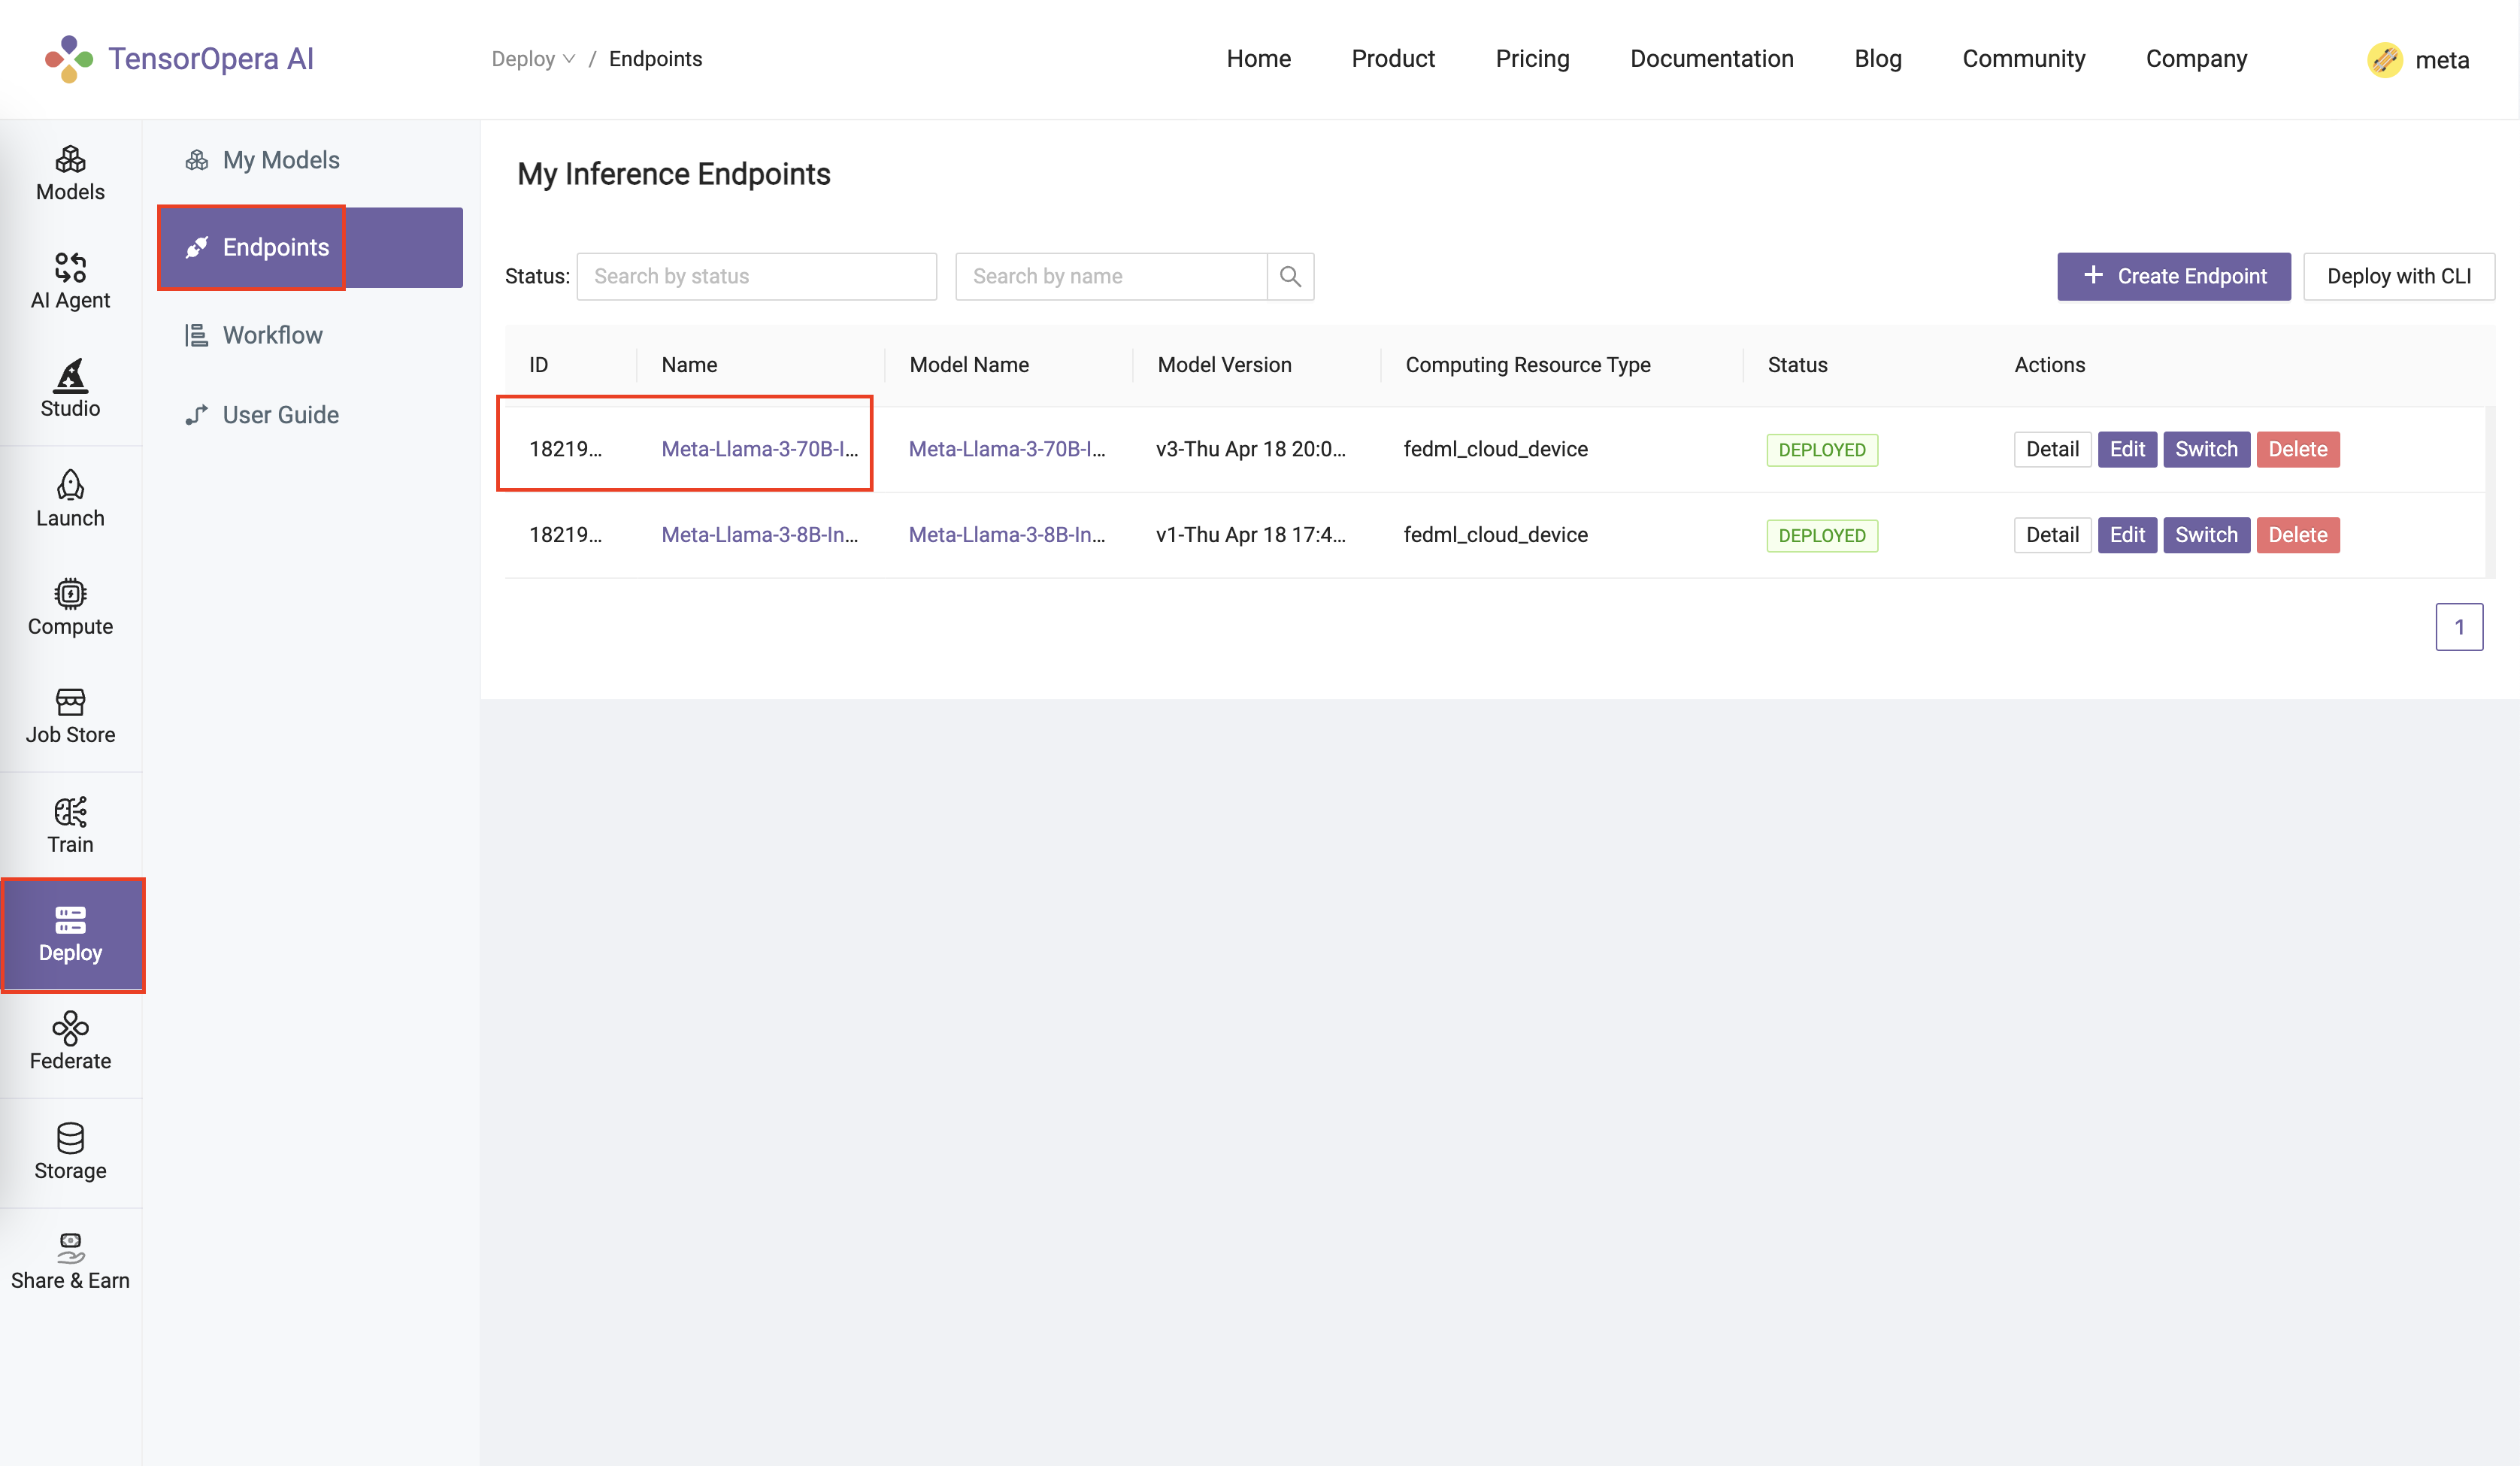 TensorOpera AI
Deploy / Endpoints
Home Product Pricing Documentation Blog Community Company meta
Models
AI Agent
Studio
Launch
Compute
Job Store
Train
Deploy
Federate
Storage
Share & Earn
My Models
Endpoints
Workflow
User Guide
My Inference Endpoints
Status: Search by status Search by name + Create Endpoint Deploy with CLI
ID Name Model Name Model Version Computing Resource Type Status Actions
18219... Meta-Llama-3-70B-I... Meta-Llama-3-70B-I... v3-Thu Apr 18 20:0... fedml_cloud_device DEPLOYED Detail Edit Switch Delete
18219... Meta-Llama-3-8B-In... Meta-Llama-3-8B-In... v1-Thu Apr 18 17:4... fedml_cloud_device DEPLOYED Detail Edit Switch Delete
1